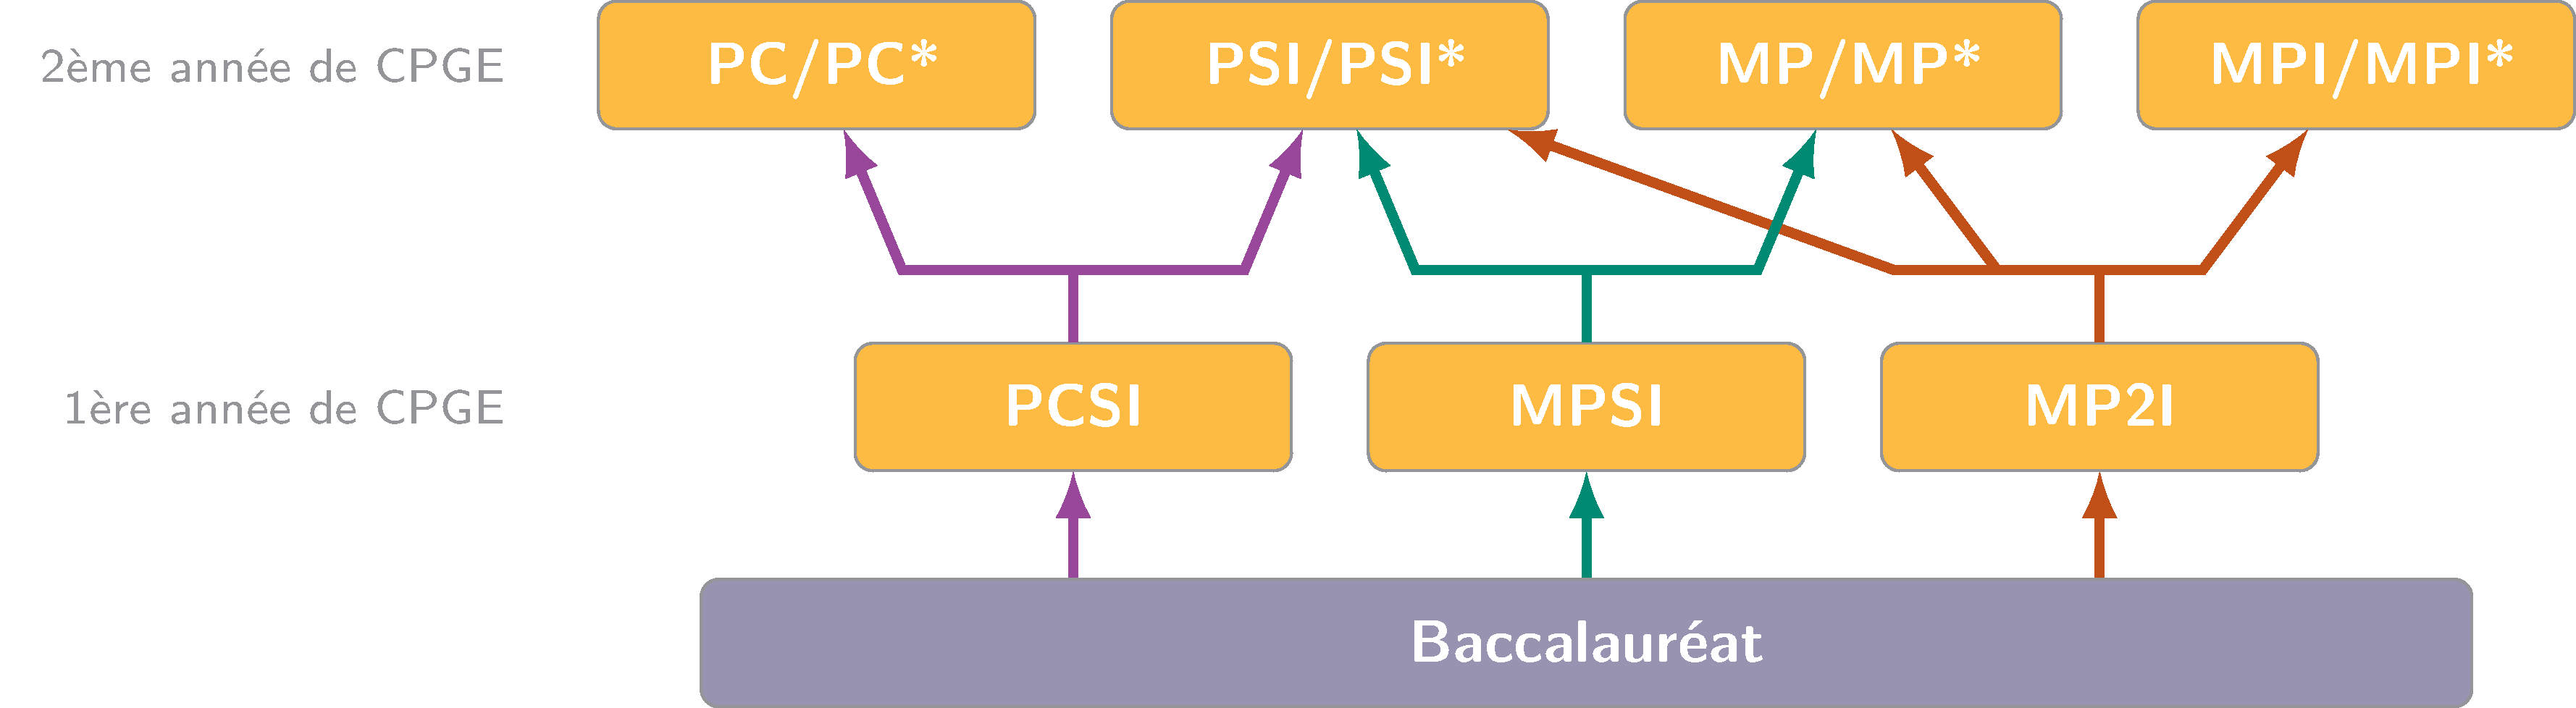 2ème année de CPGE
PC/PC*
PSI/PSI*
MP/MP*
MPI/MPI*
1ère année de CPGE
PCSI
MPSI
MP2I
Baccalauréat